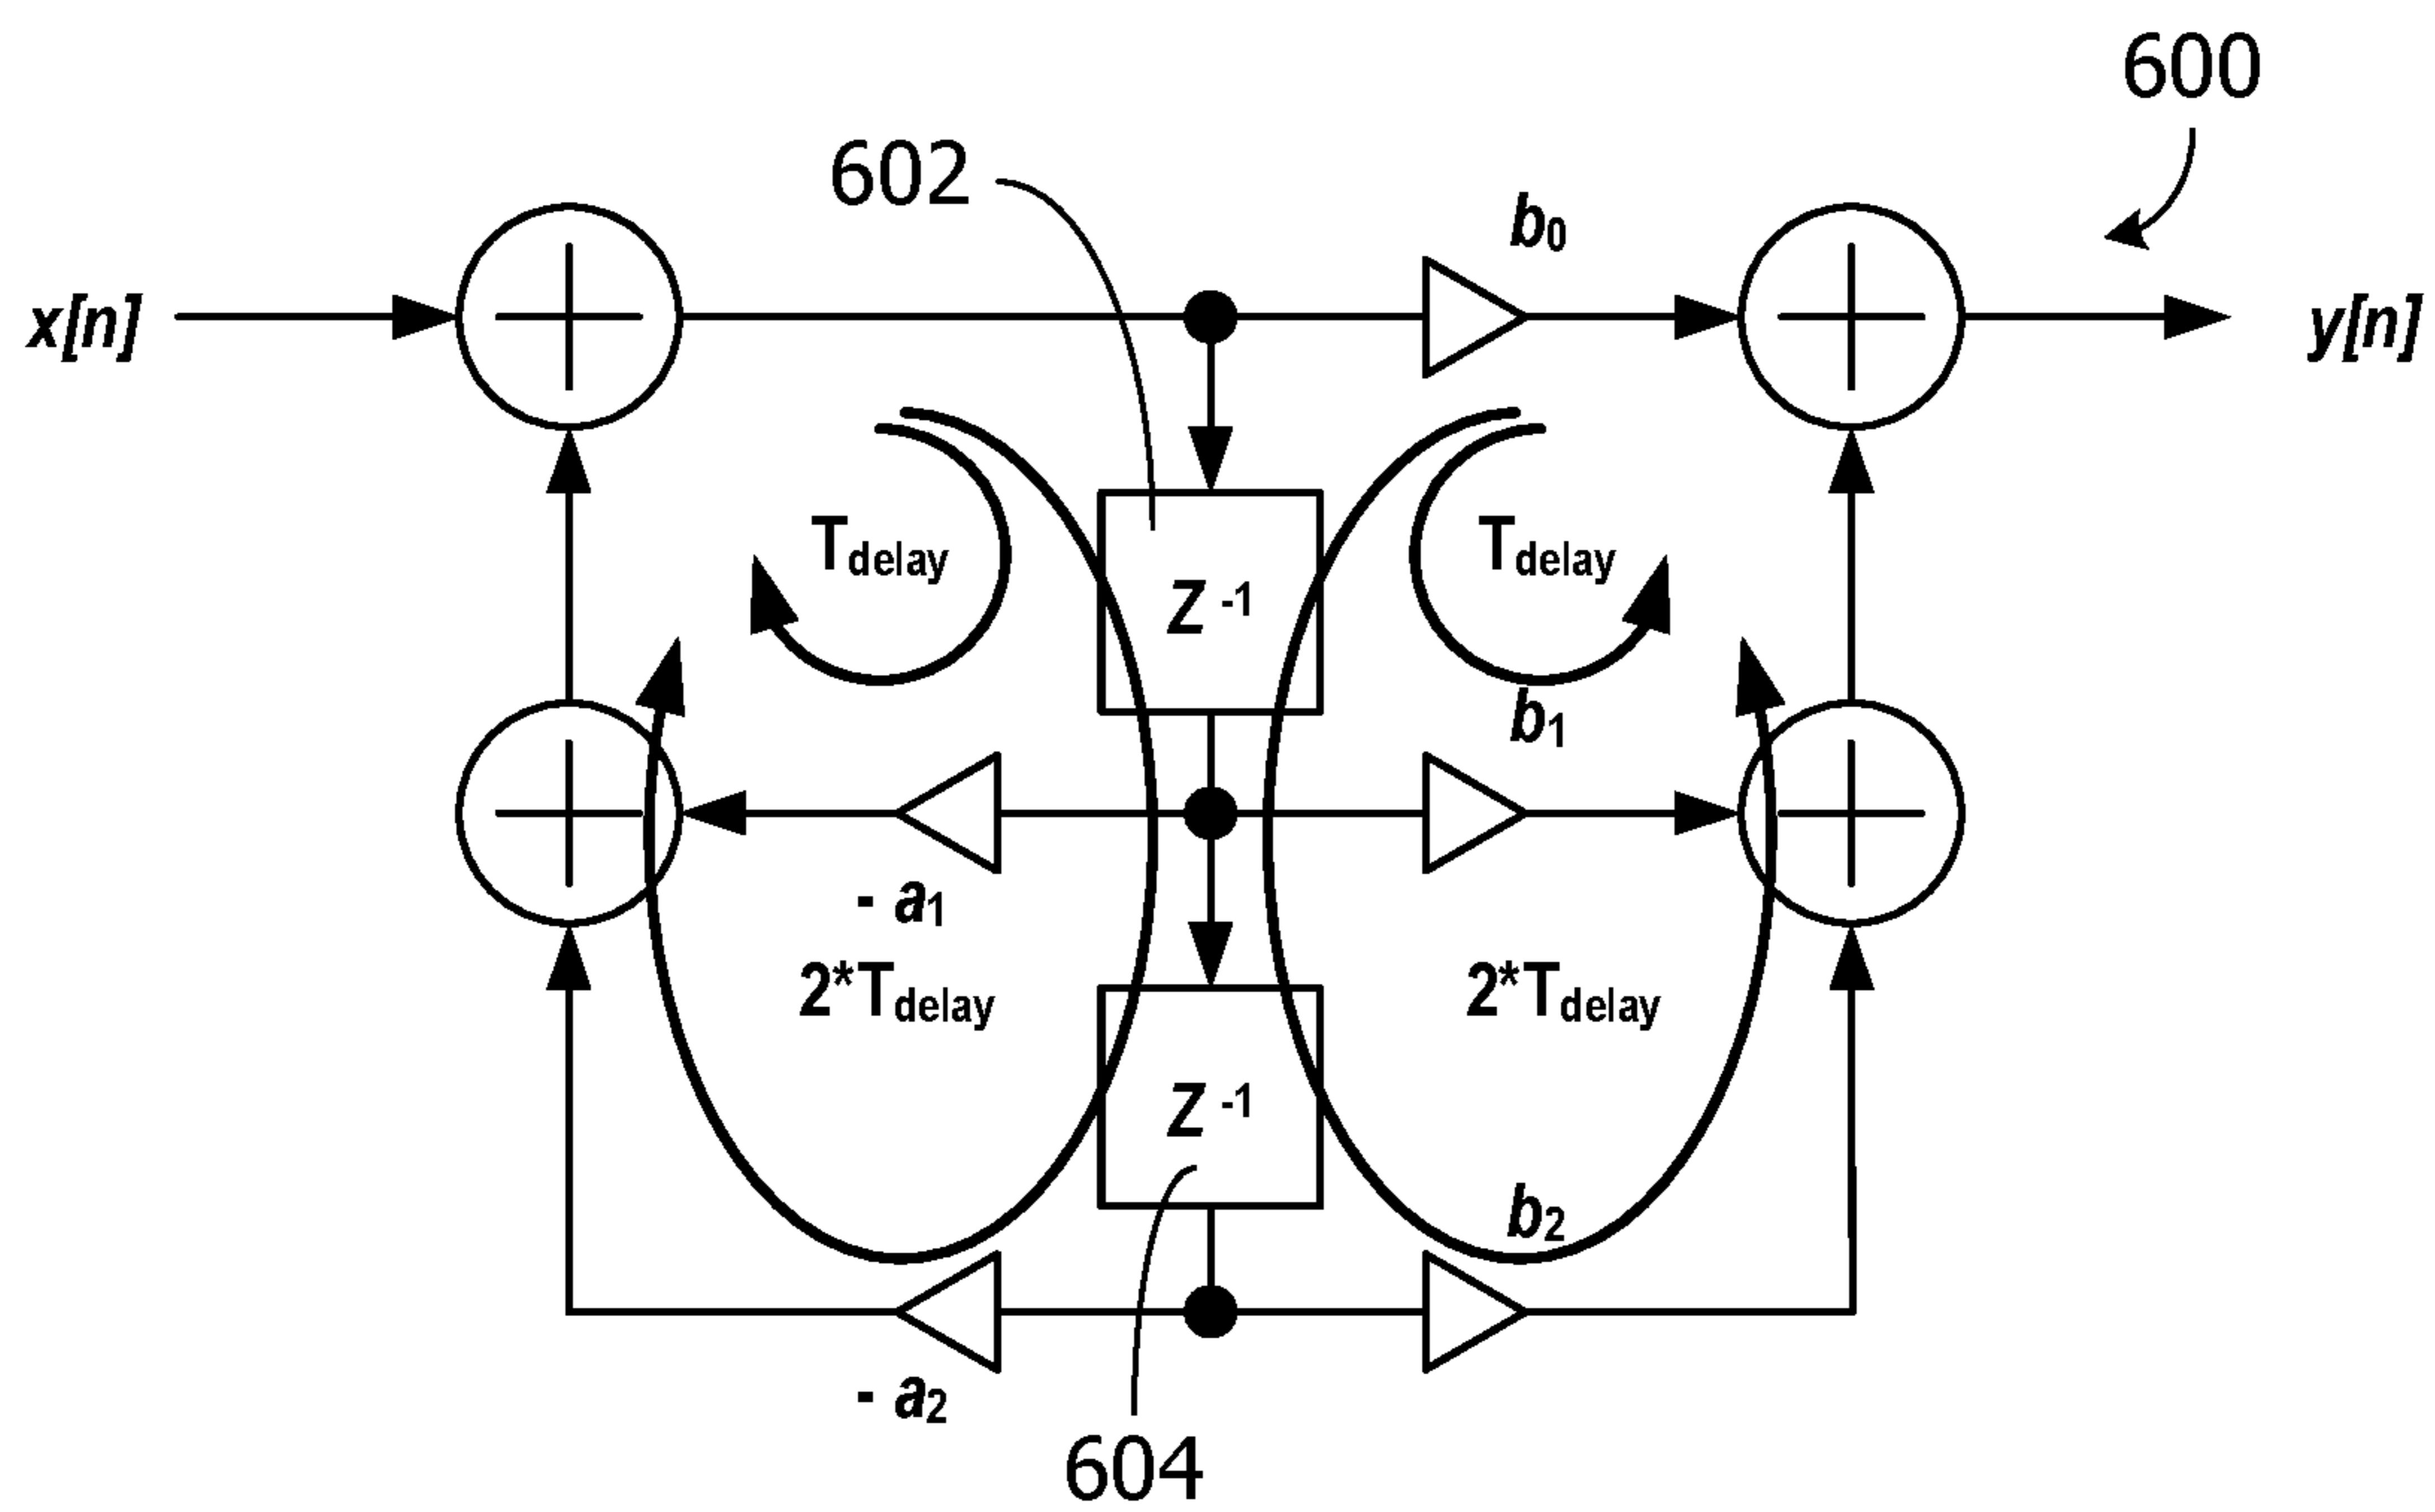 600
602
b0
x[n]
y[n]
Tdelay
Tdelay
Z -1
b1
- a1
2*Tdelay
2*Tdelay
Z -1
b2
- a2
604